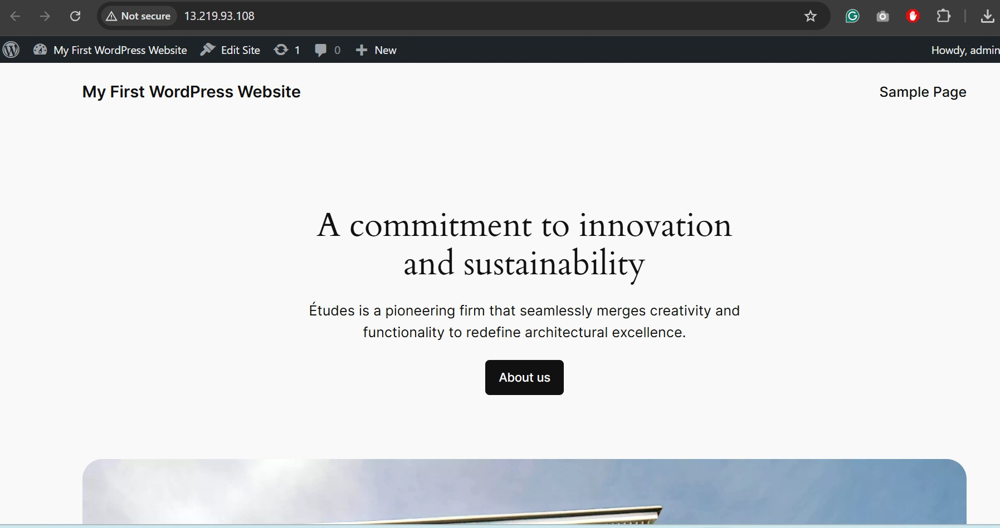 Not secure 13.219.93.108
My First WordPress Website Edit Site 1 0 New Howdy, admin
My First WordPress Website Sample Page
A commitment to innovation
and sustainability
Études is a pioneering firm that seamlessly merges creativity and
functionality to redefine architectural excellence.
About us